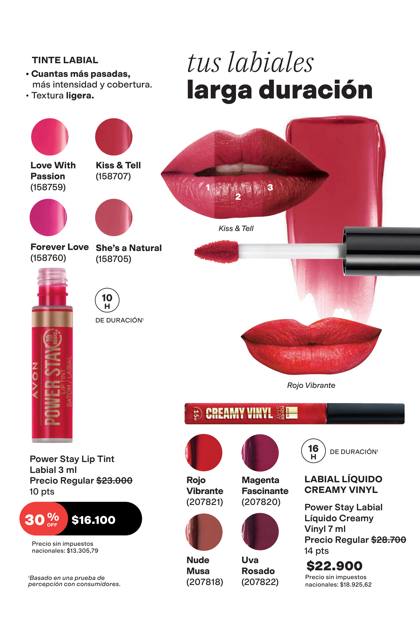 TINTE LABIAL
• Cuantas más pasadas,
más intensidad y cobertura.
• Textura ligera.
tus labiales
larga duración
Love With
Passion
(158759)
Kiss & Tell
(158707)
Forever Love
(158760)
She's a Natural
(158705)
1 2 3
Kiss & Tell
10
H
DE DURACIÓN¹
AVON
POWER STAY
Rojo Vibrante
CREAMY VINYL
Power Stay Lip Tint
Labial 3 ml
Precio Regular $23.000
10 pts
30%
OFF
$16.100
Precio sin impuestos
nacionales: $13.305,79
¹Basado en una prueba de
percepción con consumidores.
Rojo
Vibrante
(207821)
Magenta
Fascinante
(207820)
Nude
Musa
(207818)
Uva
Rosado
(207822)
16
H
DE DURACIÓN¹
LABIAL LÍQUIDO
CREAMY VINYL
Power Stay Labial
Líquido Creamy
Vinyl 7 ml
Precio Regular $28.700
14 pts
$22.900
Precio sin impuestos
nacionales: $18.925,62